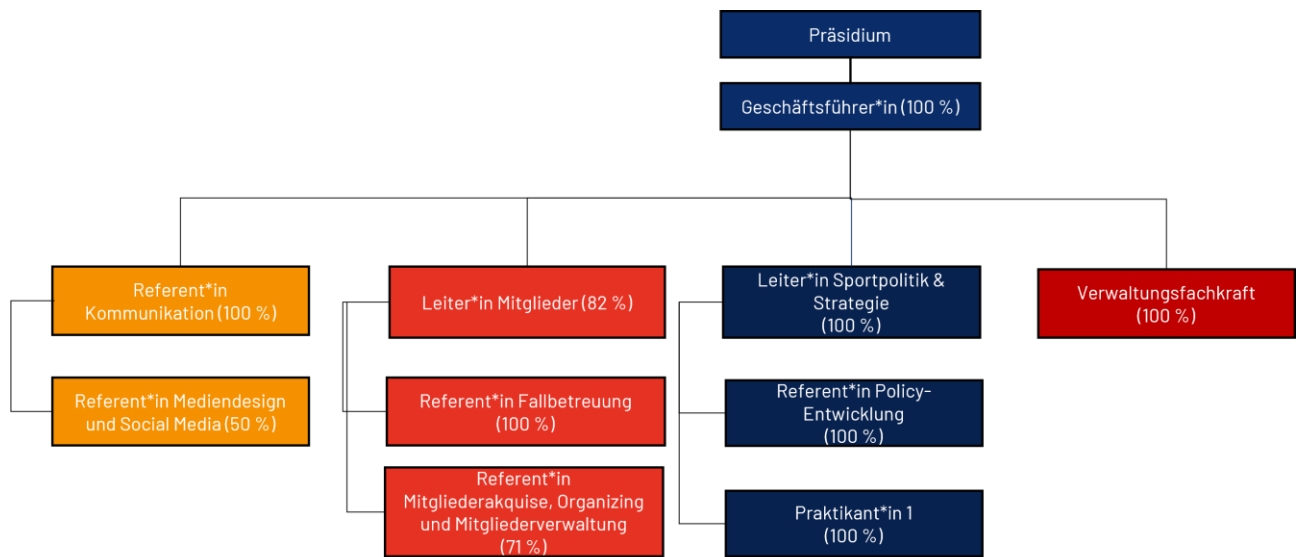 Präsidium
Geschäftsführer*in (100 %)
Referent*in
Kommunikation (100 %)
Leiter*in Mitglieder (82 %)
Leiter*in Sportpolitik &
Strategie
(100 %)
Verwaltungsfachkraft
(100 %)
Referent*in Mediendesign
und Social Media (50 %)
Referent*in Fallbetreuung
(100 %)
Referent*in Policy-
Entwicklung
(100 %)
Referent*in
Mitgliederakquise, Organizing
und Mitgliederverwaltung
(71 %)
Praktikant*in 1
(100 %)